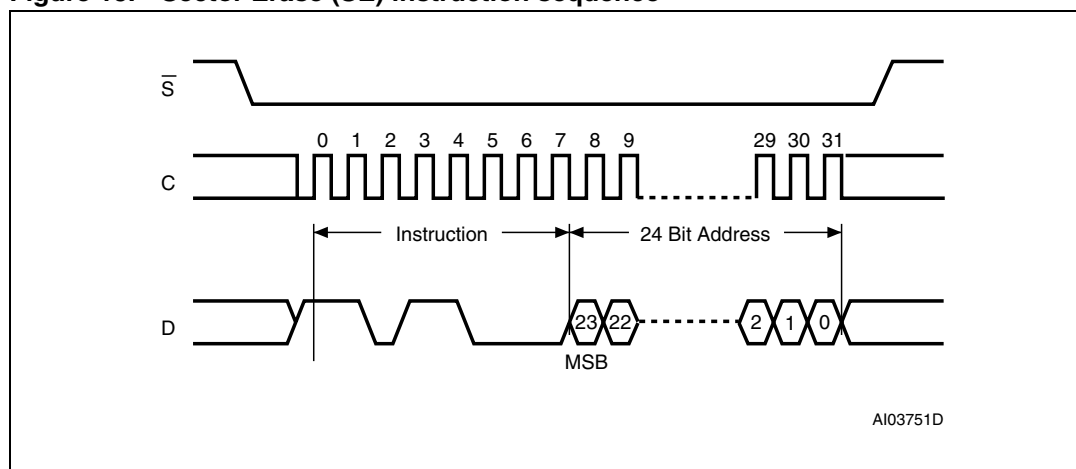 Figure 15. Sector Erase (SE) instruction sequence
S
0 1 2 3 4 5 6 7 8 9 29 30 31
C
Instruction 24 Bit Address
D 23 22 2 1 0
MSB
AI03751D